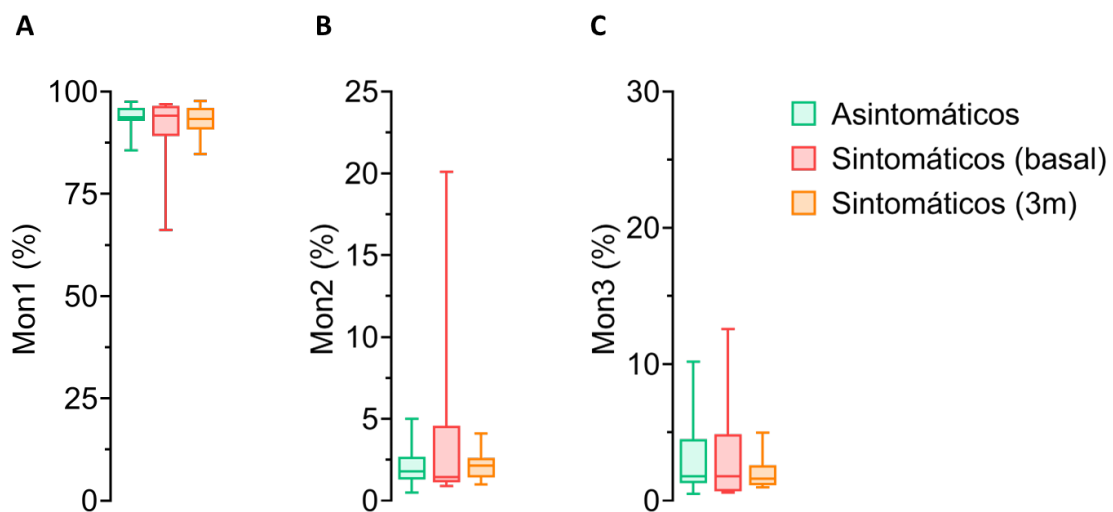 A
B
C
Mon1 (%)
100
75
50
25
0
Mon2 (%)
25
20
15
10
5
0
Mon3 (%)
30
20
10
0
Asintomáticos
Sintomáticos (basal)
Sintomáticos (3m)